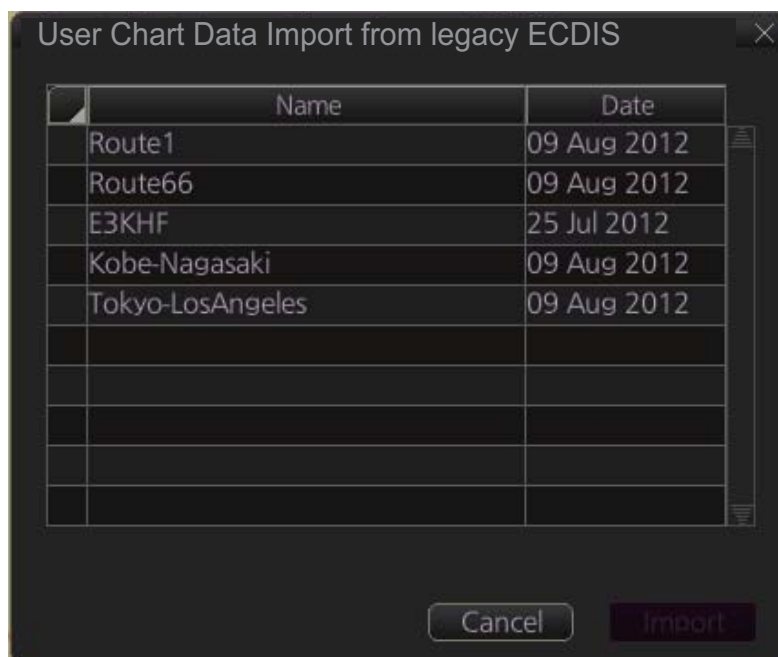 User Chart Data Import from legacy ECDIS
Name Date
Route1 09 Aug 2012
Route66 09 Aug 2012
E3KHF 25 Jul 2012
Kobe-Nagasaki 09 Aug 2012
Tokyo-LosAngeles 09 Aug 2012
Cancel Import